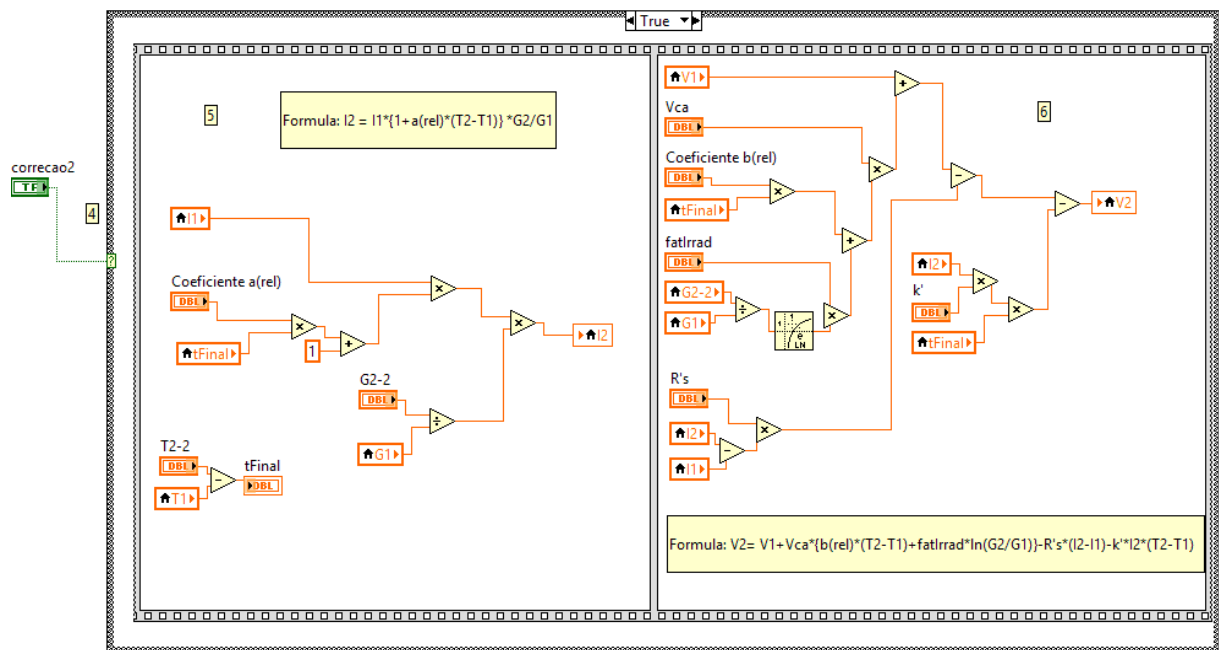 True
correcao2
TF
4
?
5
Formula: I2 = I1*{1+a(rel)*(T2-T1)} *G2/G1
I1
Coeficiente a(rel)
DBL
tFinal
1
×
+
×
×
I2
G2-2
DBL
÷
G1
T2-2
DBL
T1
-
tFinal
DBL
6
V1
Vca
DBL
Coeficiente b(rel)
DBL
tFinal
fatIrrad
DBL
G2-2
G1
÷
1
1
e
LN
×
×
+
×
+
-
-
V2
I2
k'
DBL
×
×
tFinal
R's
DBL
I2
I1
-
×
Formula: V2= V1+Vca*{b(rel)*(T2-T1)+fatIrrad*ln(G2/G1)}-R's*(I2-I1)-k'*I2*(T2-T1)